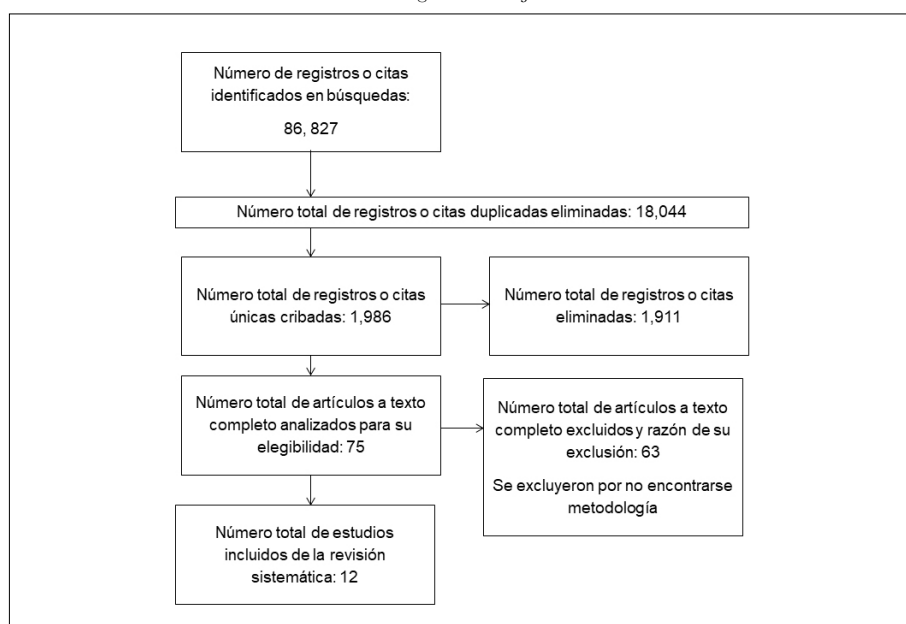 Número de registros o citas
identificados en búsquedas:
86, 827
Número total de registros o citas duplicadas eliminadas: 18,044
Número total de registros o citas
únicas cribadas: 1,986
Número total de registros o citas
eliminadas: 1,911
Número total de artículos a texto
completo analizados para su
elegibilidad: 75
Número total de artículos a texto
completo excluidos y razón de su
exclusión: 63
Se excluyeron por no encontrarse
metodología
Número total de estudios
incluidos de la revisión
sistemática: 12